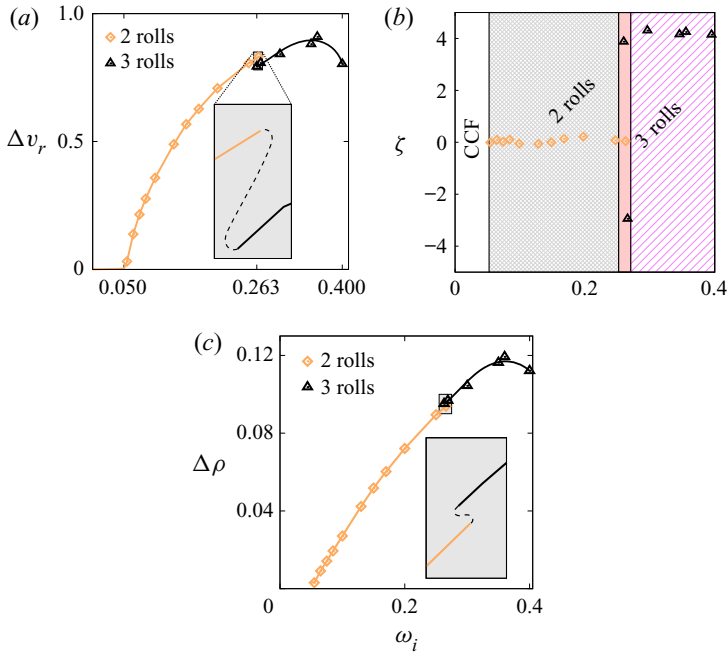 (a)
1.0
2 rolls
3 rolls
Δv_r 0.5
0
0.050 0.263 0.400
(b)
4
2
ζ 0
−2
−4
CCF
2 rolls
3 rolls
0 0.2 0.4
(c)
0.12
2 rolls
3 rolls
0.08
Δρ
0.04
0 0.2 0.4
ω_i